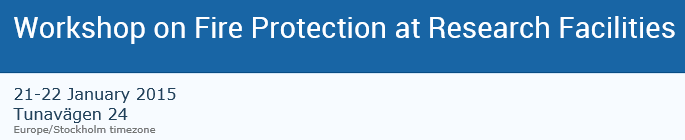 Workshop on Fire Protection at Research Facilities
21-22 January 2015
Tunavägen 24
Europe/Stockholm timezone